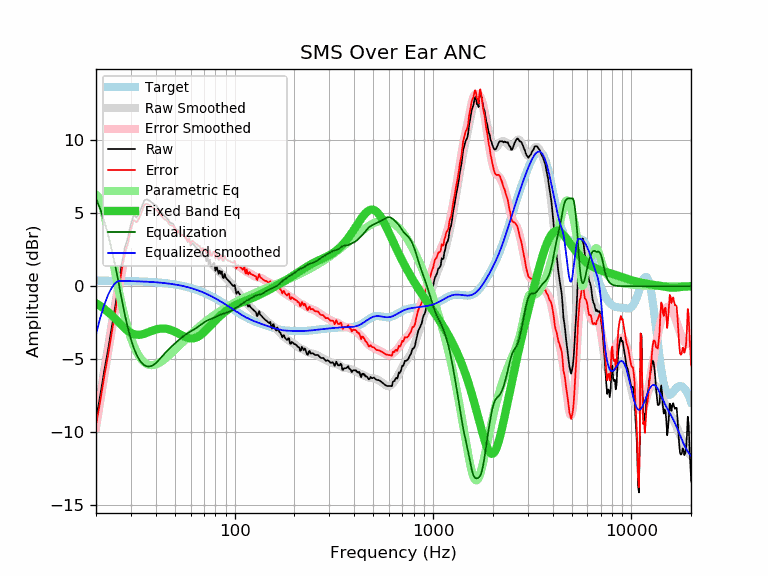 SMS Over Ear ANC
Target
Raw Smoothed
Error Smoothed
Raw
Error
Parametric Eq
Fixed Band Eq
Equalization
Equalized smoothed
10
5
0
−5
−10
−15
Amplitude (dBr)
100
1000
10000
Frequency (Hz)